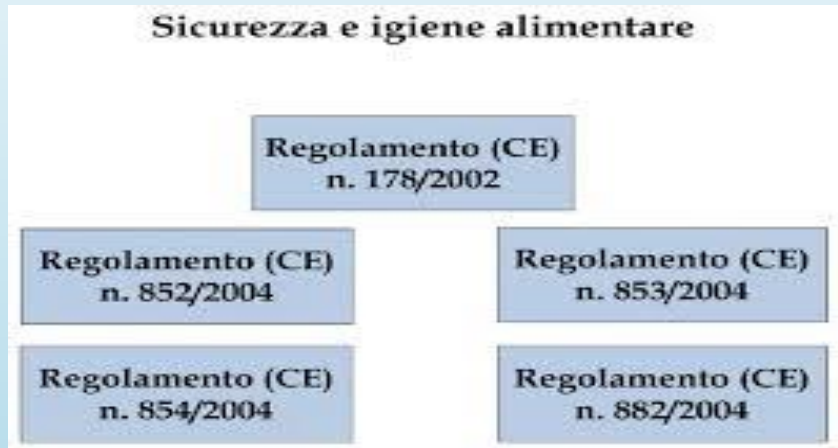 Sicurezza e igiene alimentare
Regolamento (CE)
n. 178/2002
Regolamento (CE)
n. 852/2004
Regolamento (CE)
n. 853/2004
Regolamento (CE)
n. 854/2004
Regolamento (CE)
n. 882/2004